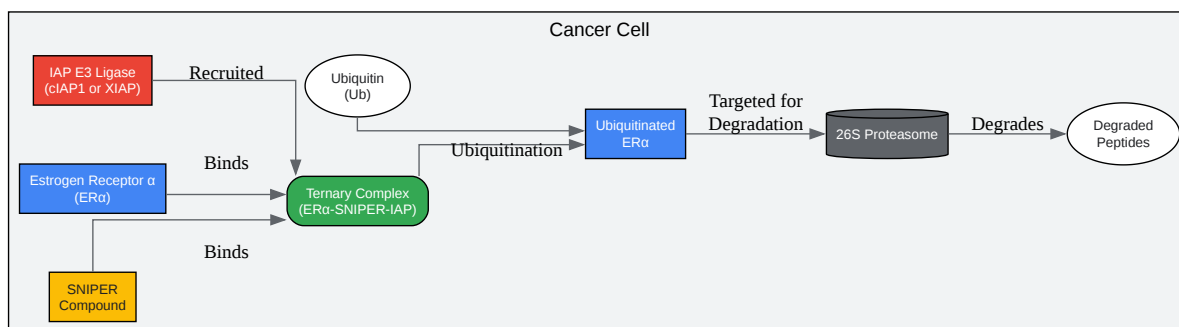 Cancer Cell
IAP E3 Ligase
(cIAP1 or XIAP)
Recruited
Ubiquitin
(Ub)
Targeted for
Degradation
Ubiquitinated
ERα
26S Proteasome
Degrades
Degraded
Peptides
Ubiquitination
Binds
Estrogen Receptor α
(ERα)
Ternary Complex
(ERα-SNIPER-IAP)
Binds
SNIPER
Compound